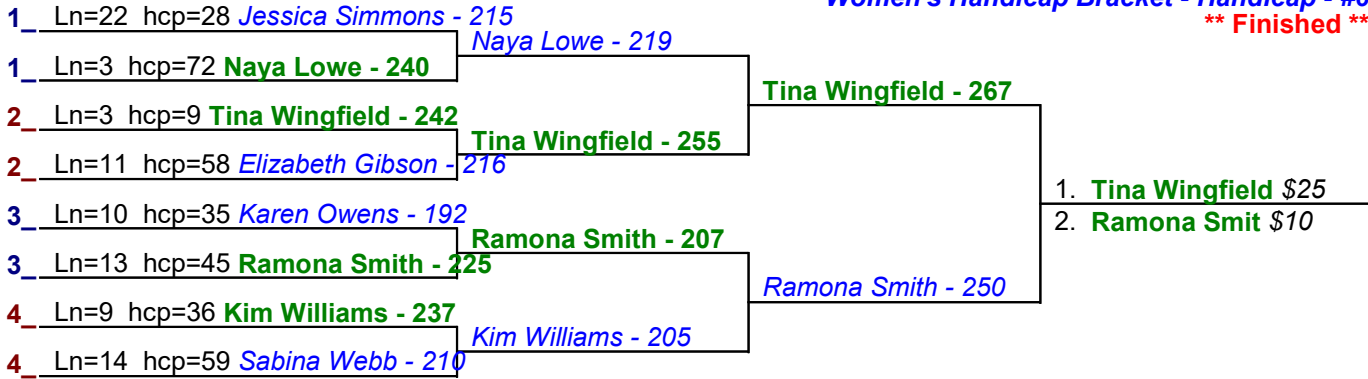 Women's Handicap Bracket - Handicap - #6
** Finished **
1_ Ln=22 hcp=28 Jessica Simmons - 215
Naya Lowe - 219
1_ Ln=3 hcp=72 Naya Lowe - 240
Tina Wingfield - 267
2_ Ln=3 hcp=9 Tina Wingfield - 242
Tina Wingfield - 255
2_ Ln=11 hcp=58 Elizabeth Gibson - 216
1. Tina Wingfield $25
2. Ramona Smit $10
3_ Ln=10 hcp=35 Karen Owens - 192
Ramona Smith - 207
3_ Ln=13 hcp=45 Ramona Smith - 225
Ramona Smith - 250
4_ Ln=9 hcp=36 Kim Williams - 237
Kim Williams - 205
4_ Ln=14 hcp=59 Sabina Webb - 210